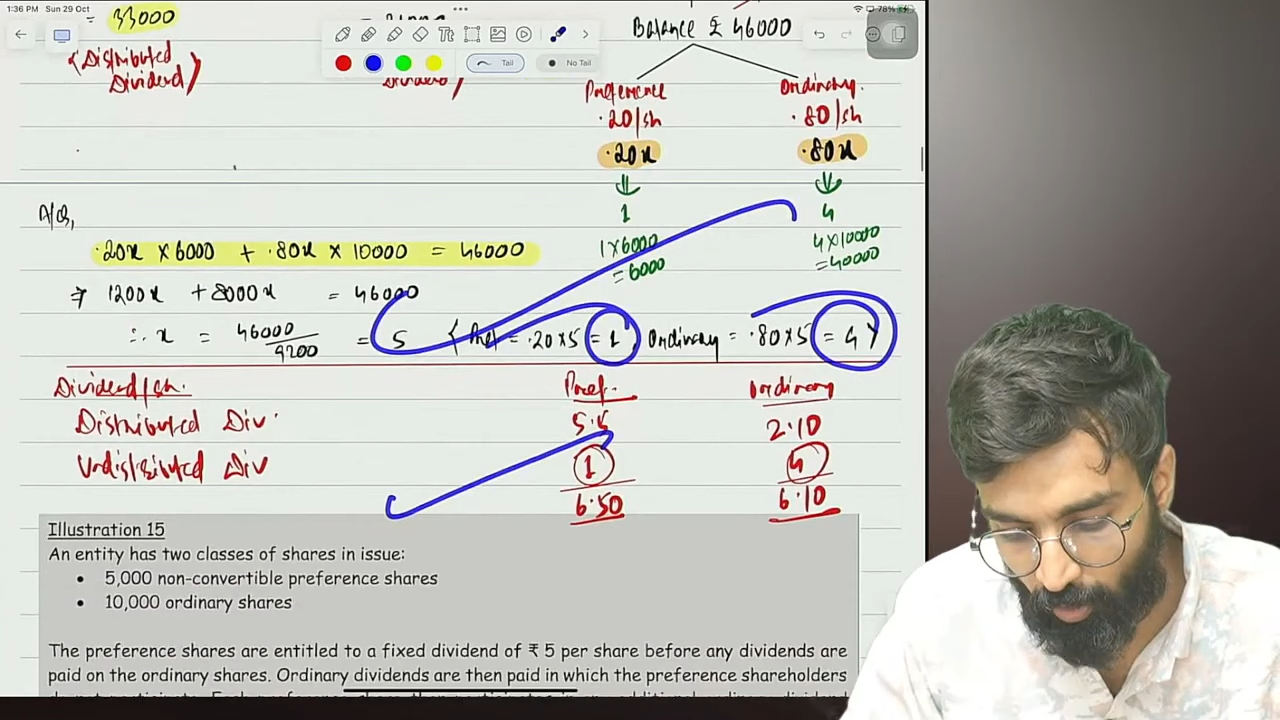 1:36 PM Sun 29 Oct
78%
= 33000
Balance ₹ 46000
(Distributed Dividend)
Tt
Tail
No Tail
Preference
Ordinary.
.20/sh
.80/sh
.20x
.80x
A/Q,
1
4
.20x × 6000 + .80x × 10000 = 46000
1×6000
= 6000
4×10000
= 40000
⇒ 1200x + 8000x = 46000
∴ x = 46000/9200 = 5 {Pref = .20×5 = 1, Ordinary = .80×5 = 4}
Dividend/sh.
Pref.
Ordinary
Distributed Div
5.5
2.10
Undistributed Div
1
4
6.50
6.10
Illustration 15
An entity has two classes of shares in issue:
• 5,000 non-convertible preference shares
• 10,000 ordinary shares
The preference shares are entitled to a fixed dividend of ₹ 5 per share before any dividends are
paid on the ordinary shares. Ordinary dividends are then paid in which the preference shareholders